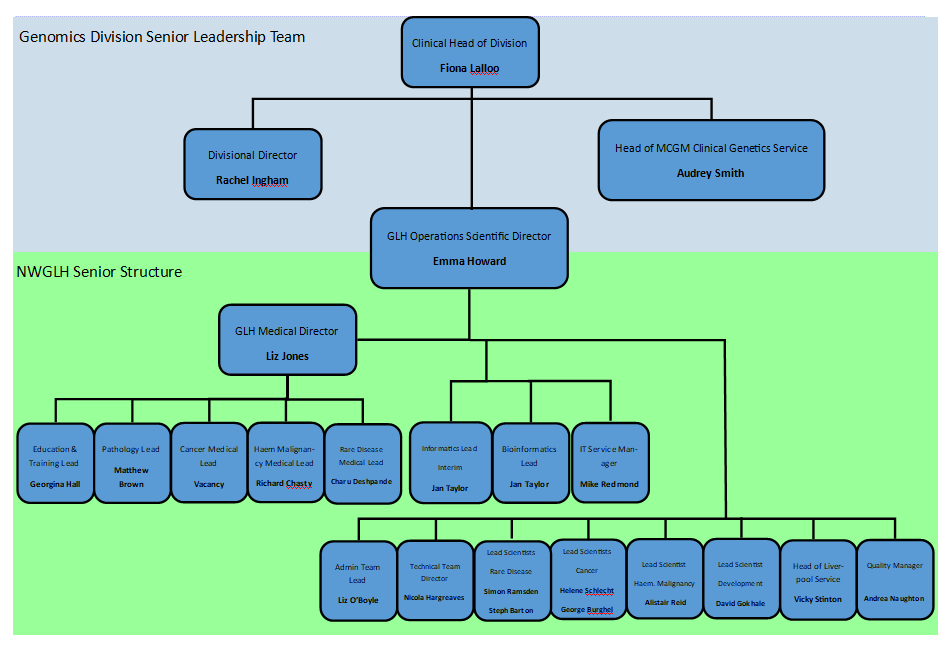 Genomics Division Senior Leadership Team
Clinical Head of Division
Fiona Lalloo
Divisional Director
Rachel Ingham
Head of MCGM Clinical Genetics Service
Audrey Smith
GLH Operations Scientific Director
Emma Howard
NWGLH Senior Structure
GLH Medical Director
Liz Jones
Education &
Training Lead
Georgina Hall
Pathology Lead
Matthew
Brown
Cancer Medical
Lead
Vacancy
Haem Malignan-
cy Medical Lead
Richard Chasty
Rare Disease
Medical Lead
Charu Deshpande
Informatics Lead
Interim
Jan Taylor
Bioinformatics
Lead
Jan Taylor
IT Service Man-
ager
Mike Redmond
Admin Team
Lead
Liz O'Boyle
Technical Team
Director
Nicola Hargreaves
Lead Scientists
Rare Disease
Simon Ramsden
Steph Barton
Lead Scientists
Cancer
Helene Schlecht
George Burghel
Lead Scientist
Haem. Malignancy
Alistair Reid
Lead Scientist
Development
David Gokhale
Head of Liver-
pool Service
Vicky Stinton
Quality Manager
Andrea Naughton